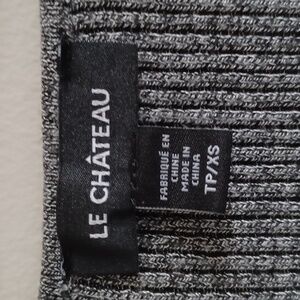 LE CHÂTEAU
FABRIQUÉ EN
CHINE
MADE IN
CHINA
TP/XS